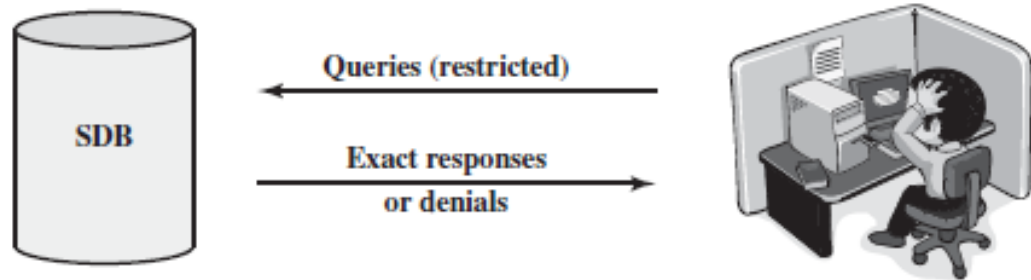 Queries (restricted)
SDB
Exact responses
or denials